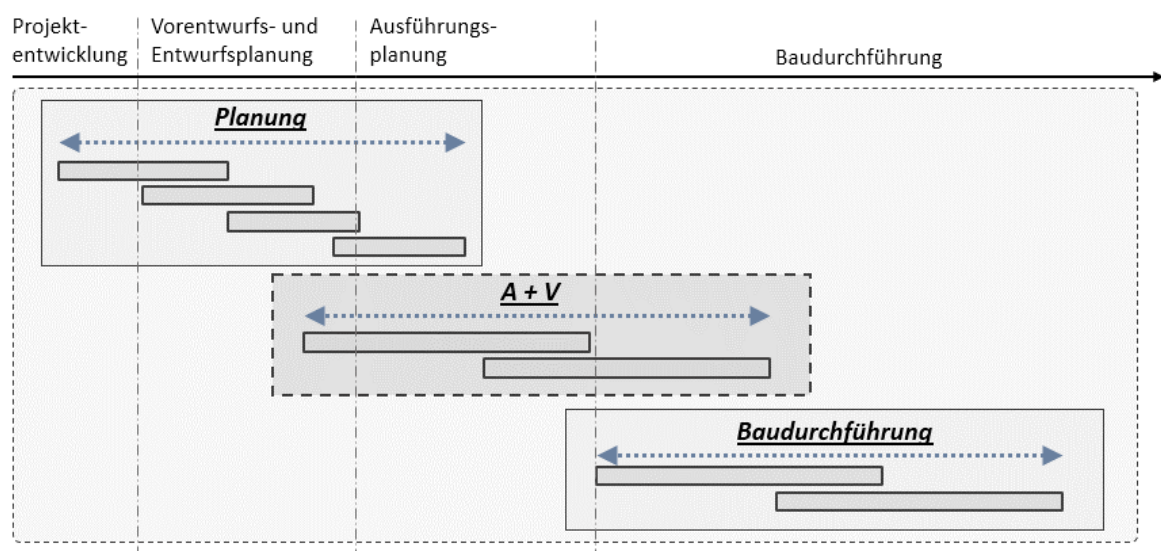 Projekt-
entwicklung
Vorentwurfs- und
Entwurfsplanung
Ausführungs-
planung
Baudurchführung
Planung
A + V
Baudurchführung